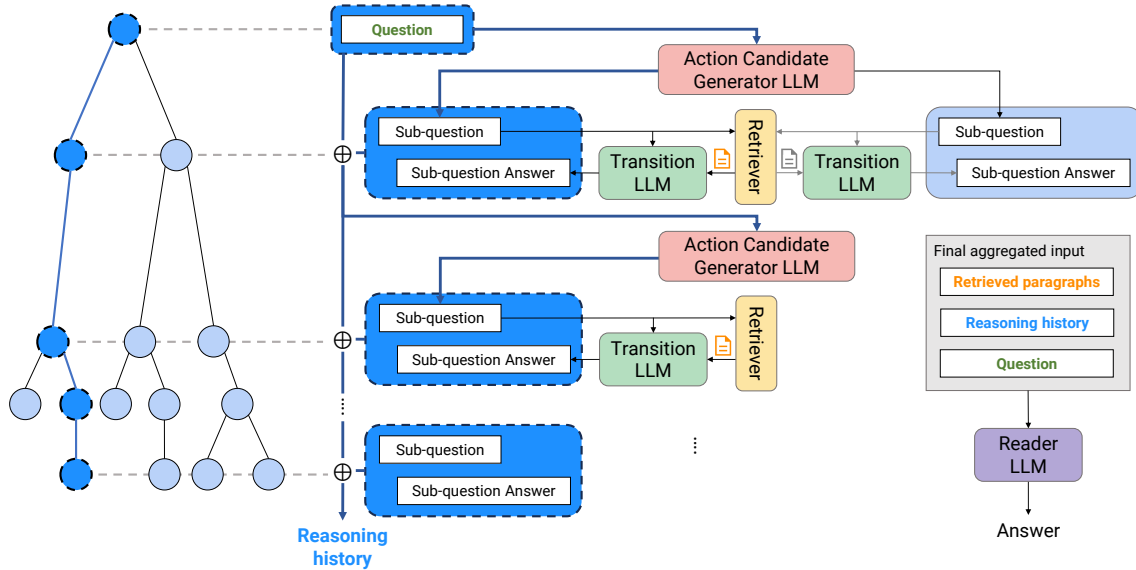 Question
Action Candidate
Generator LLM
Sub-question
Sub-question Answer
Transition
LLM
Retriever
Transition
LLM
Sub-question
Sub-question Answer
Action Candidate
Generator LLM
Sub-question
Sub-question Answer
Transition
LLM
Retriever
Sub-question
Sub-question Answer
Reasoning
history
Final aggregated input
Retrieved paragraphs
Reasoning history
Question
Reader
LLM
Answer